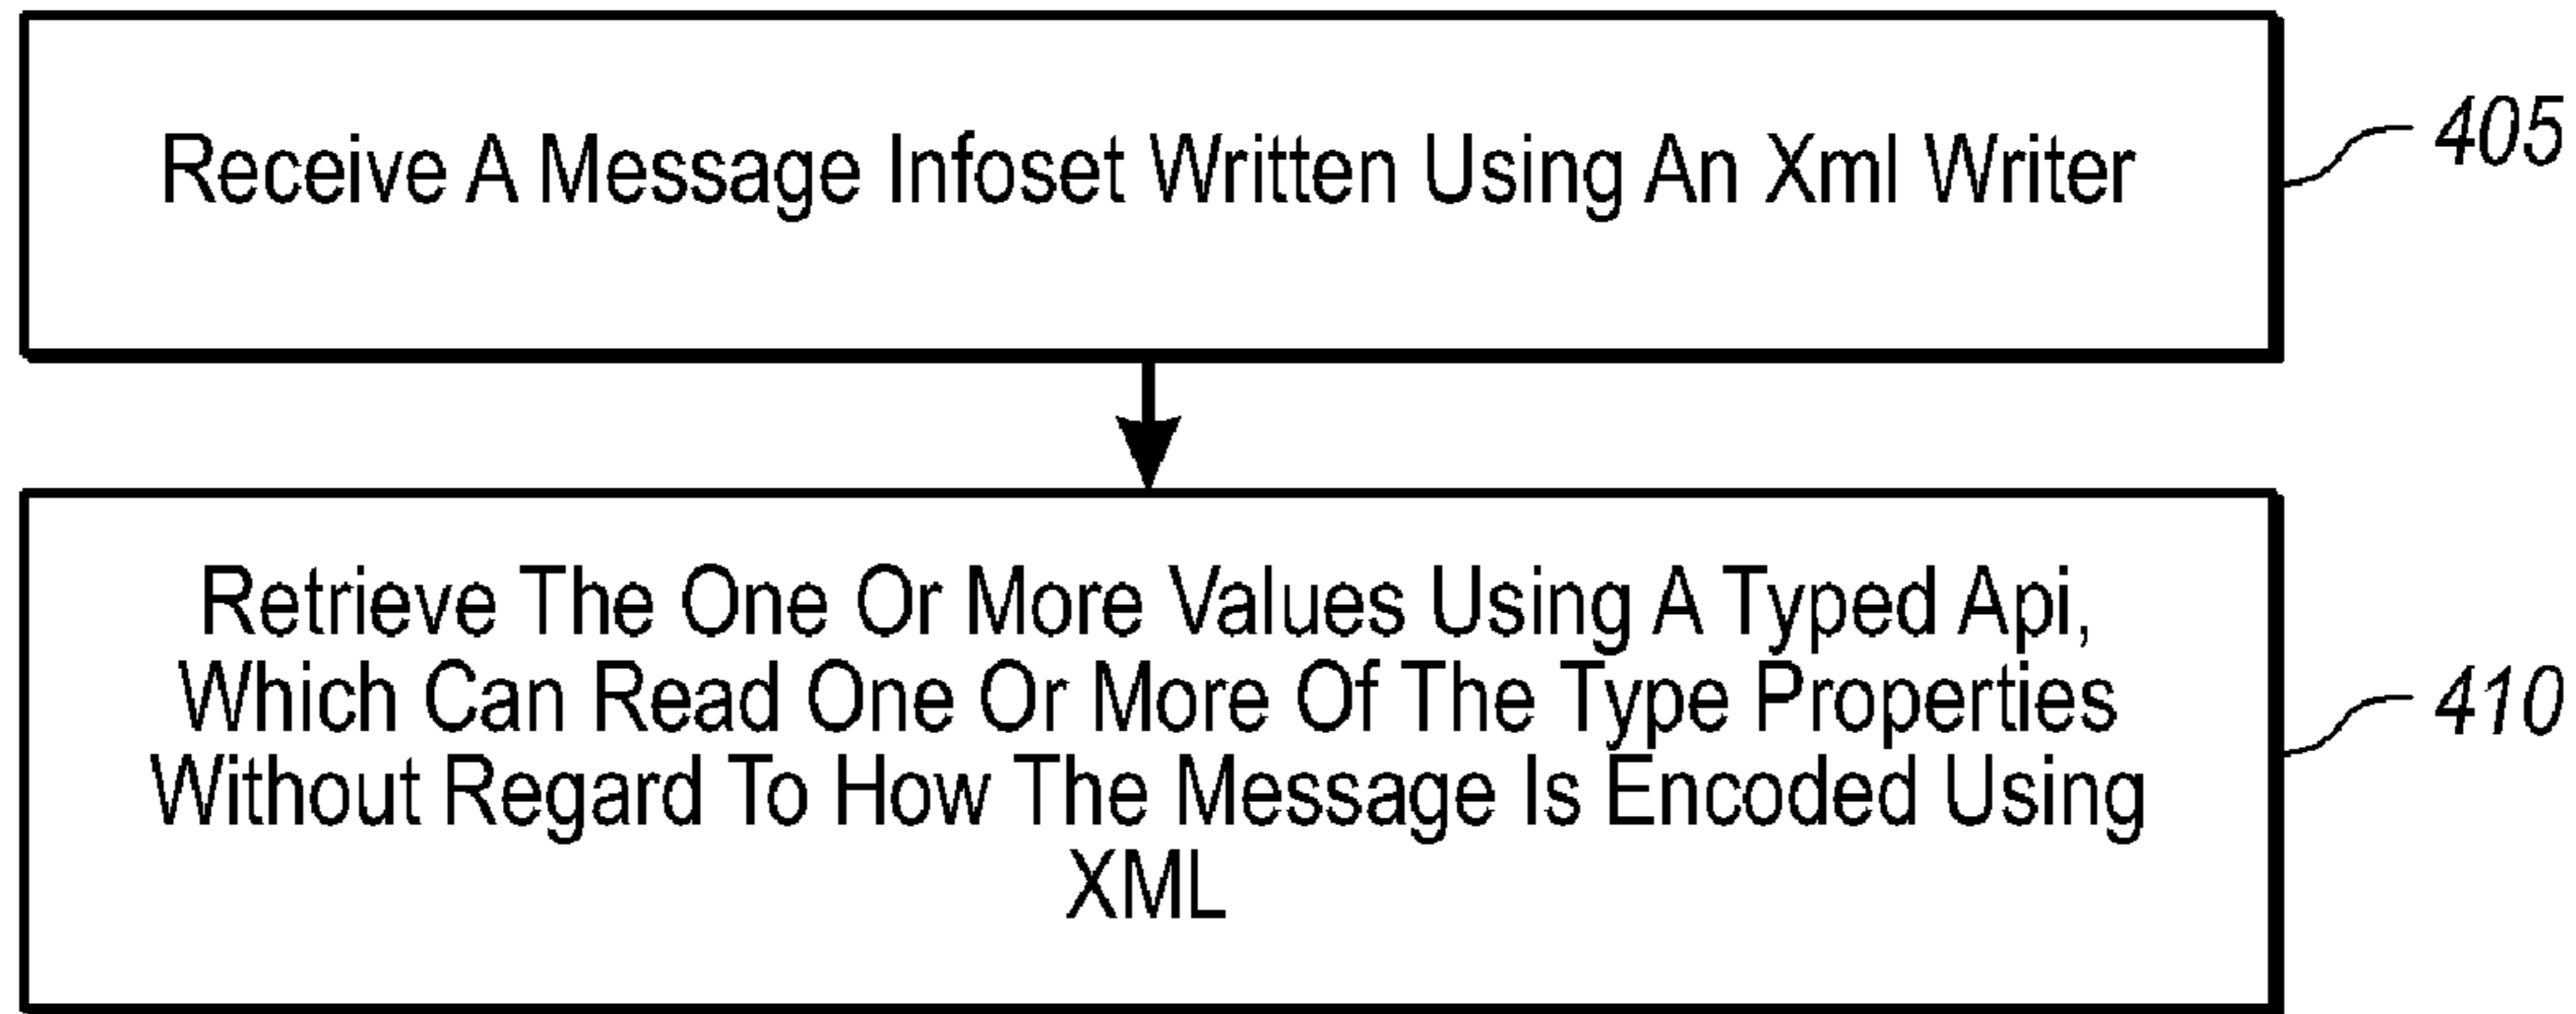 Receive A Message Infoset Written Using An Xml Writer
405
Retrieve The One Or More Values Using A Typed Api,
Which Can Read One Or More Of The Type Properties
Without Regard To How The Message Is Encoded Using
XML
410